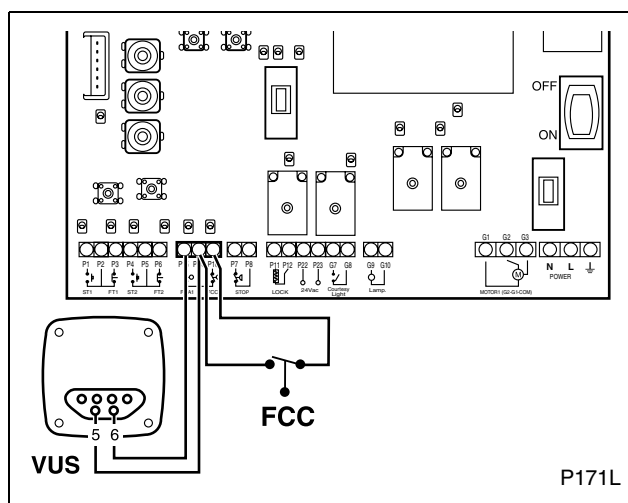 OFF
ON
P1 P2 P3 P4 P5 P6
P7 P8
P11 P12 P22 P23 G7 G8
G9 G10
G1 G2 G3
ST1 FT1 ST2 FT2
STOP
LOCK
24Vac
Courtesy
Light
Lamp.
M
MOTOR1 (G2-G1-COM)
N L
POWER
5 6
VUS
FCC
P171L